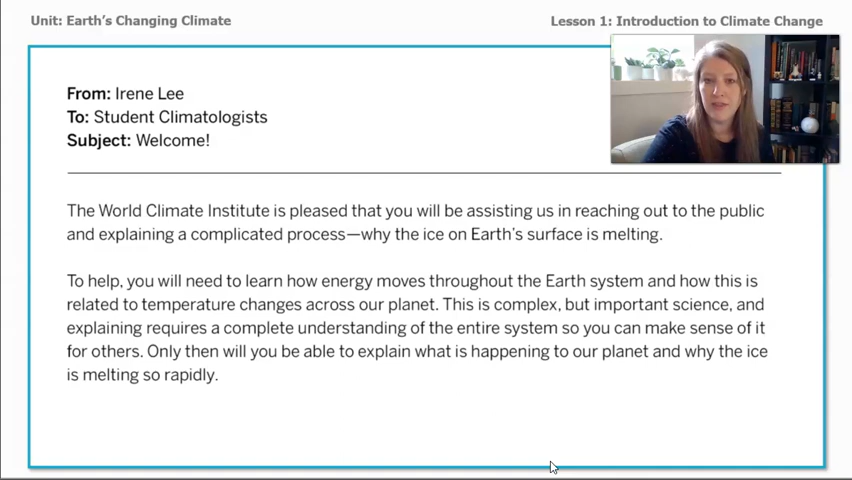 Unit: Earth's Changing Climate
Lesson 1: Introduction to Climate Change
From: Irene Lee
To: Student Climatologists
Subject: Welcome!
The World Climate Institute is pleased that you will be assisting us in reaching out to the public
and explaining a complicated process—why the ice on Earth's surface is melting.
To help, you will need to learn how energy moves throughout the Earth system and how this is
related to temperature changes across our planet. This is complex, but important science, and
explaining requires a complete understanding of the entire system so you can make sense of it
for others. Only then will you be able to explain what is happening to our planet and why the ice
is melting so rapidly.